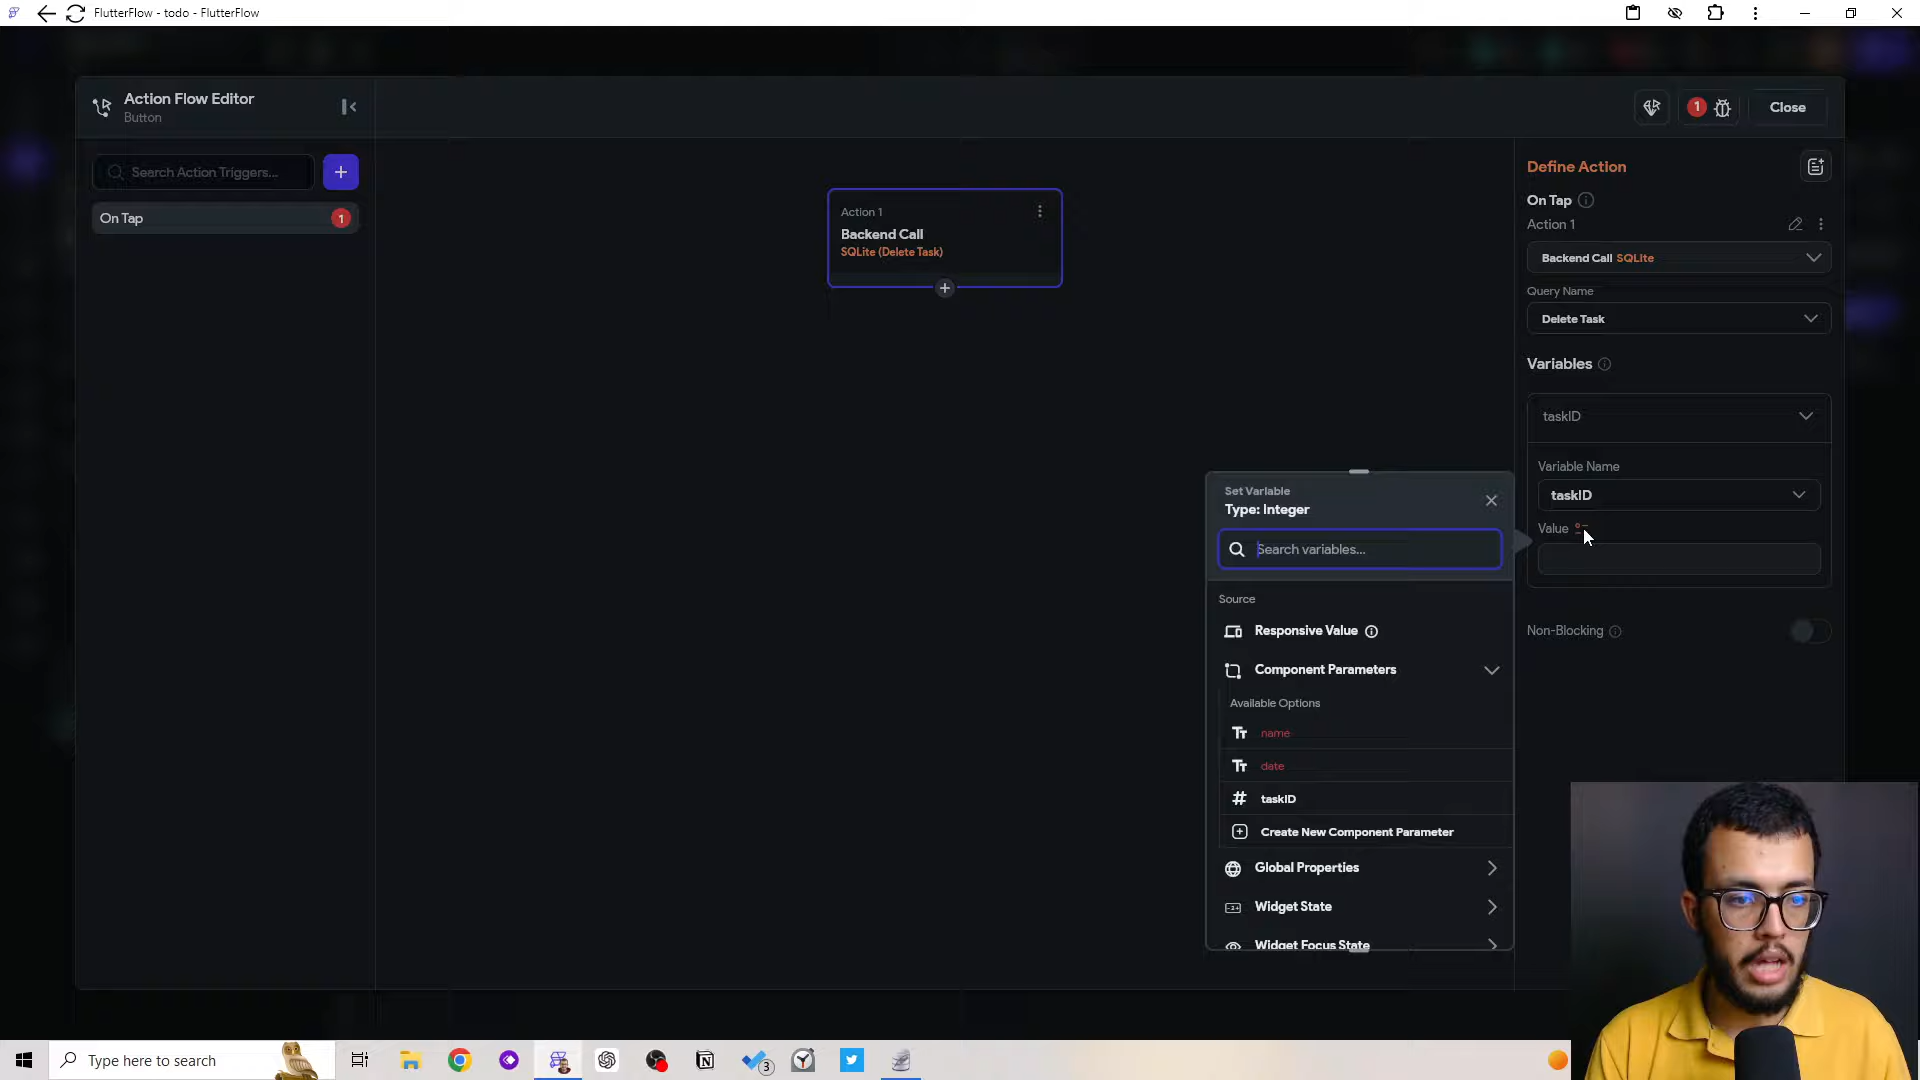 FlutterFlow - todo - FlutterFlow
Action Flow Editor
Button
1
Close
Search Action Triggers...
On Tap
1
Action 1
Backend Call
SQLite (Delete Task)
Define Action
On Tap
Action 1
Backend Call SQLite
Query Name
Delete Task
Variables
taskID
Variable Name
taskID
Value
Non-Blocking
Set Variable
Type: Integer
Search variables...
Source
Responsive Value
Component Parameters
Available Options
name
date
taskID
Create New Component Parameter
Global Properties
Widget State
Widget Focus State
Type here to search
3